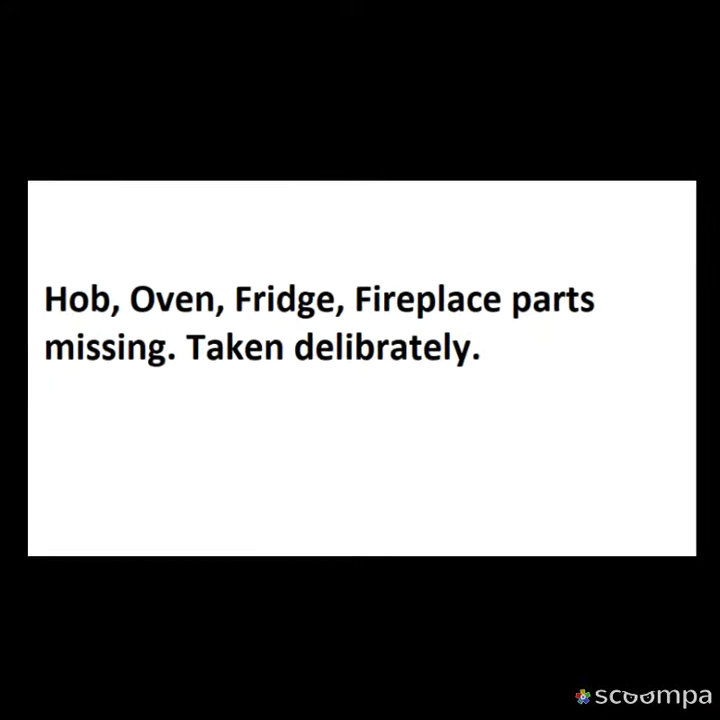 Hob, Oven, Fridge, Fireplace parts
missing. Taken delibrately.
scoompa